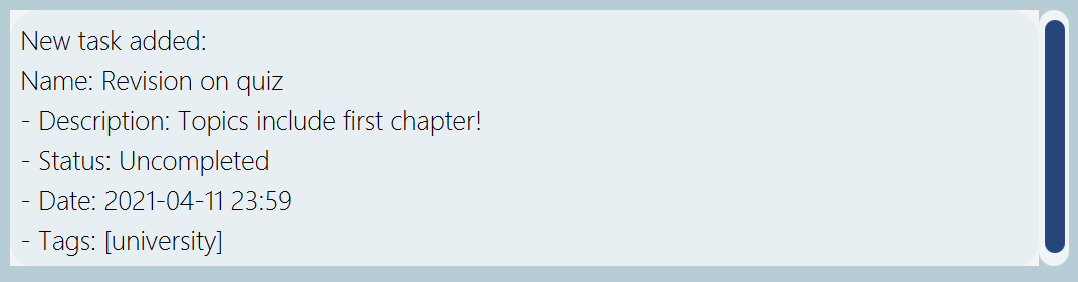 New task added:
Name: Revision on quiz
- Description: Topics include first chapter!
- Status: Uncompleted
- Date: 2021-04-11 23:59
- Tags: [university]